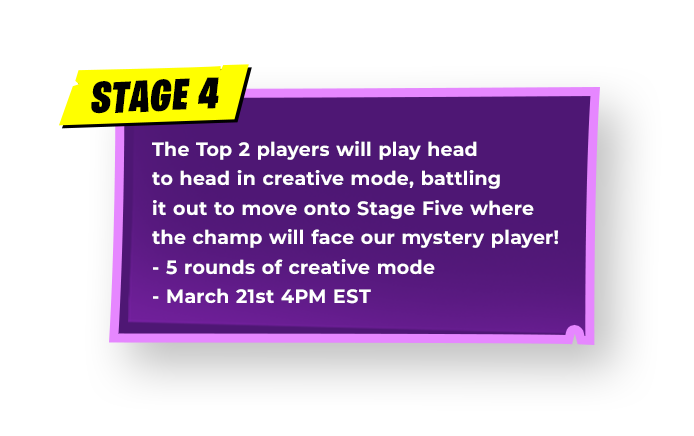 STAGE 4
The Top 2 players will play head
to head in creative mode, battling
it out to move onto Stage Five where
the champ will face our mystery player!
- 5 rounds of creative mode
- March 21st 4PM EST